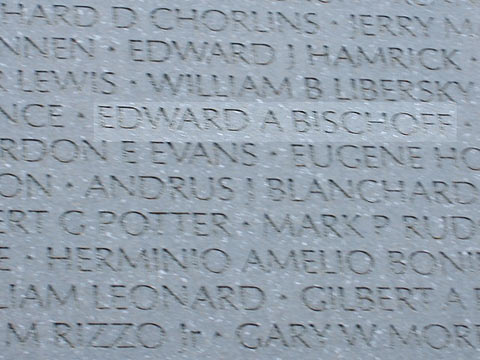 HARD D CHORLINS · JERRY M
NNEN · EDWARD J HAMRICK ·
R LEWIS · WILLIAM B LIBERSKY
NCE · EDWARD A BISCHOFF
RDON E EVANS · EUGENE HO
ON · ANDRUS J BLANCHARD
ERT G POTTER · MARK P RUD
E · HERMINIO AMELIO BONI
LIAM LEONARD · GILBERT A
M RIZZO Jr · GARY W MOR